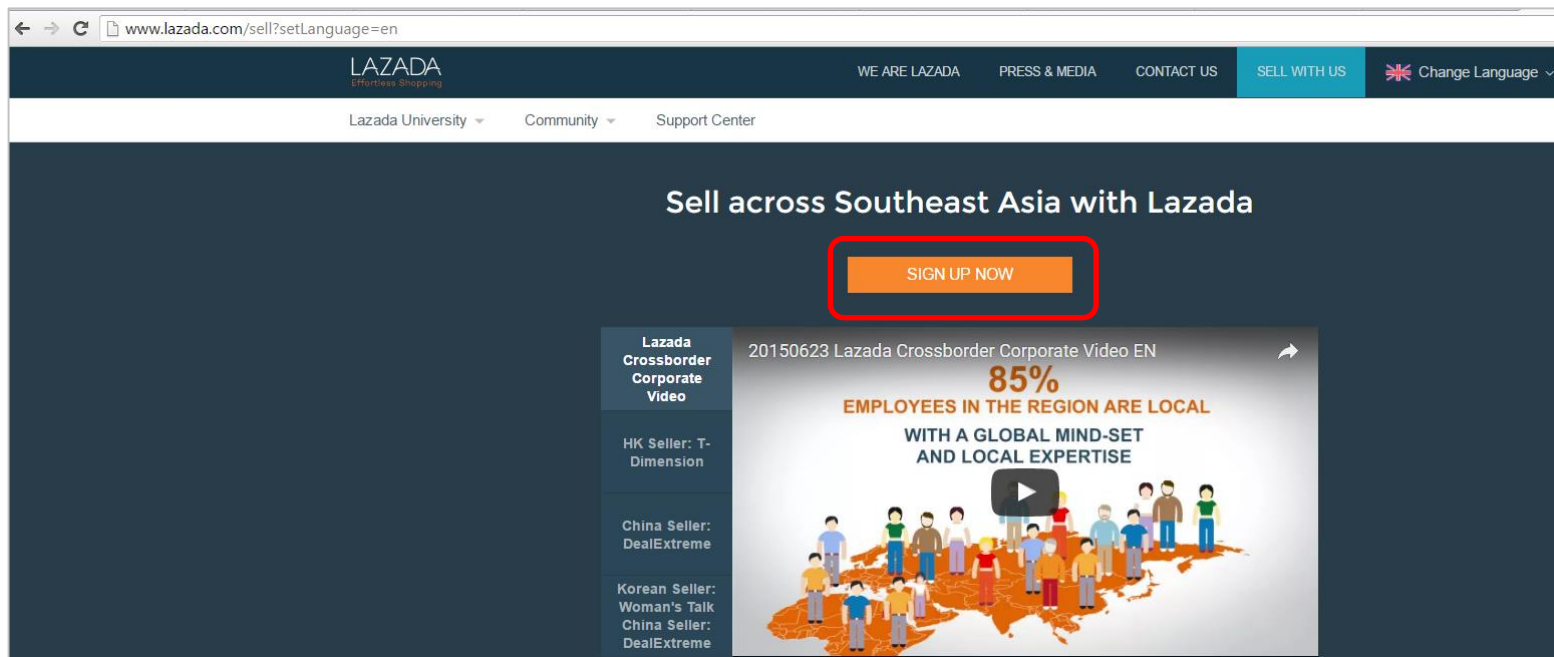 www.lazada.com/sell?setLanguage=en
LAZADA
Effortless Shopping
WE ARE LAZADA
PRESS & MEDIA
CONTACT US
SELL WITH US
Change Language
Lazada University
Community
Support Center
Sell across Southeast Asia with Lazada
SIGN UP NOW
Lazada
Crossborder
Corporate
Video
HK Seller: T-
Dimension
China Seller:
DealExtreme
Korean Seller:
Woman's Talk
China Seller:
DealExtreme
20150623 Lazada Crossborder Corporate Video EN
85%
EMPLOYEES IN THE REGION ARE LOCAL
WITH A GLOBAL MIND-SET
AND LOCAL EXPERTISE